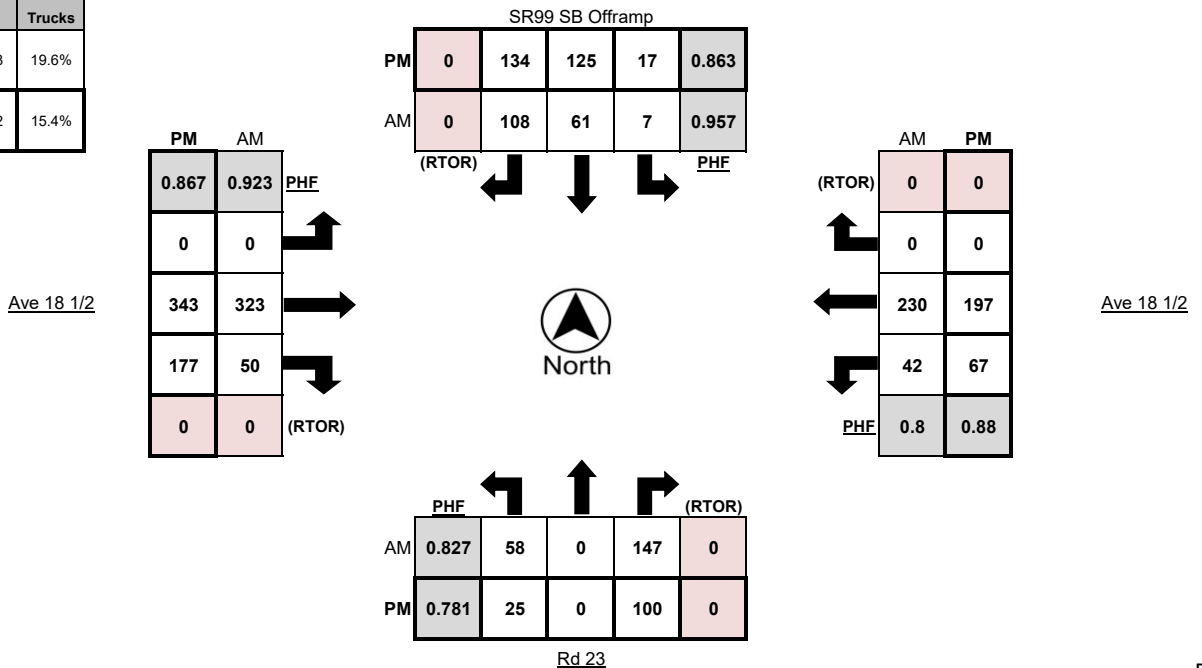 Trucks
SR99 SB Offramp
3 19.6%
PM 0 134 125 17 0.863
2 15.4%
AM 0 108 61 7 0.957
(RTOR) PHF
PM AM
0.867 0.923 PHF
0 0
Ave 18 1/2 343 323
177 50
0 0 (RTOR)
North
AM PM
(RTOR) 0 0
0 0
230 197 Ave 18 1/2
42 67
PHF 0.8 0.88
PHF (RTOR)
AM 0.827 58 0 147 0
PM 0.781 25 0 100 0
Rd 23